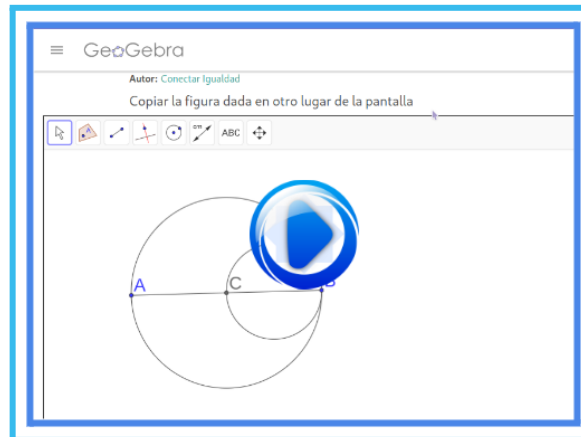 GeoGebra
Autor: Conectar Igualdad
Copiar la figura dada en otro lugar de la pantalla
ABC
A
C